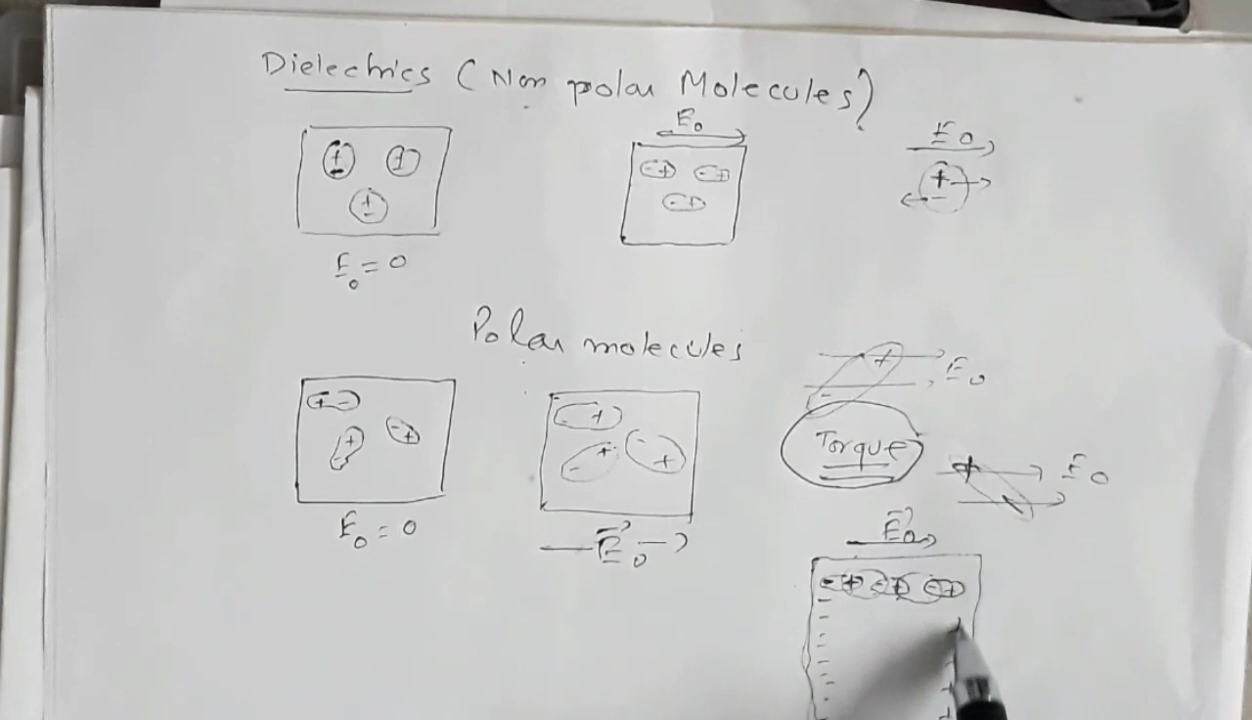 Dielectrics (Non polar Molecules)
E₀
E₀
+ -
+ -
+ -
- +
- +
- +
+
-
E₀ = 0
Polar molecules
+ -
+
- +
- +
- +
- +
+
-
E₀
Torque
+
E₀
E₀ = 0
E₀
E₀
- + - + - +